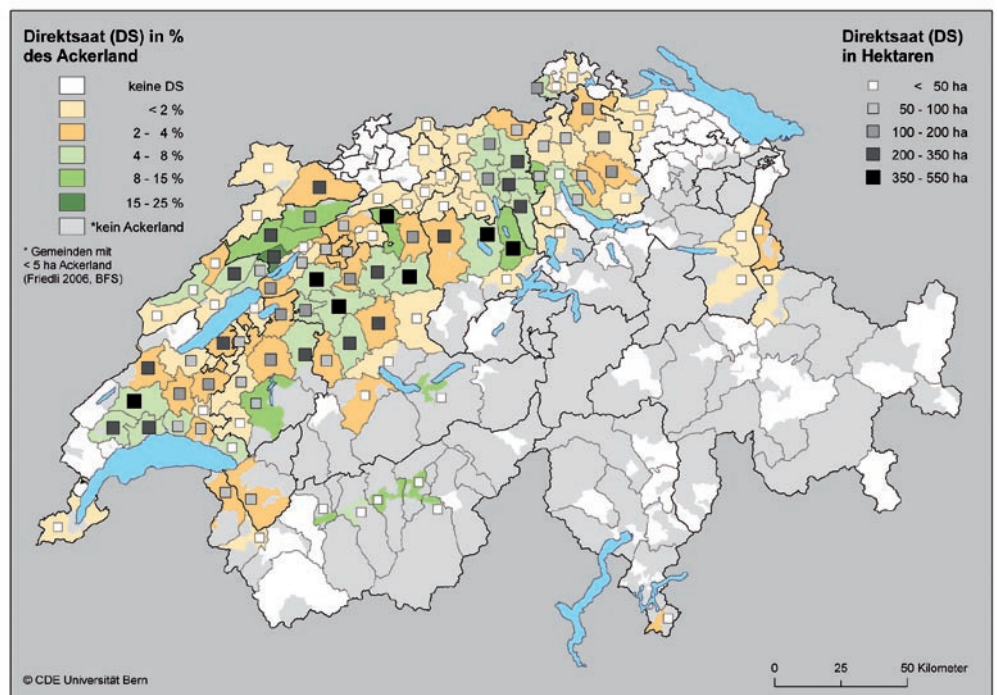 Direktsaat (DS) in %
des Ackerland
keine DS
< 2 %
2 - 4 %
4 - 8 %
8 - 15 %
15 - 25 %
*kein Ackerland
* Gemeinden mit
< 5 ha Ackerland
(Friedli 2006, BFS)
Direktsaat (DS)
in Hektaren
< 50 ha
50 - 100 ha
100 - 200 ha
200 - 350 ha
350 - 550 ha
© CDE Universität Bern
0 25 50 Kilometer